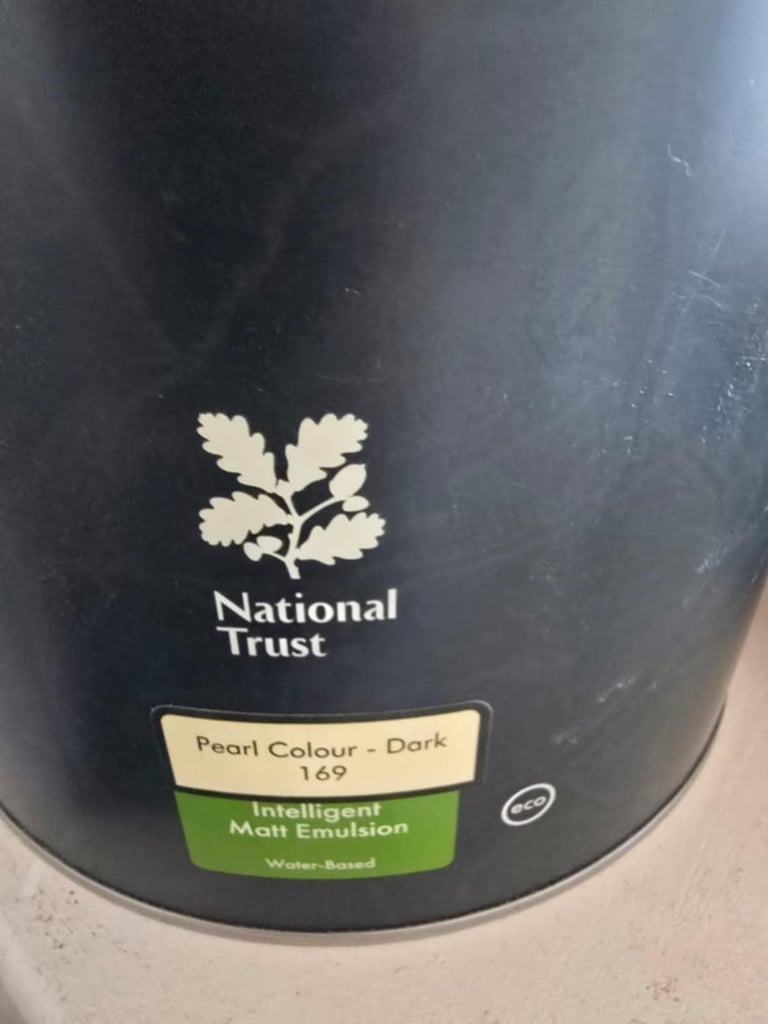 National
Trust
Pearl Colour - Dark
169
Intelligent
Matt Emulsion
Water-Based
eco